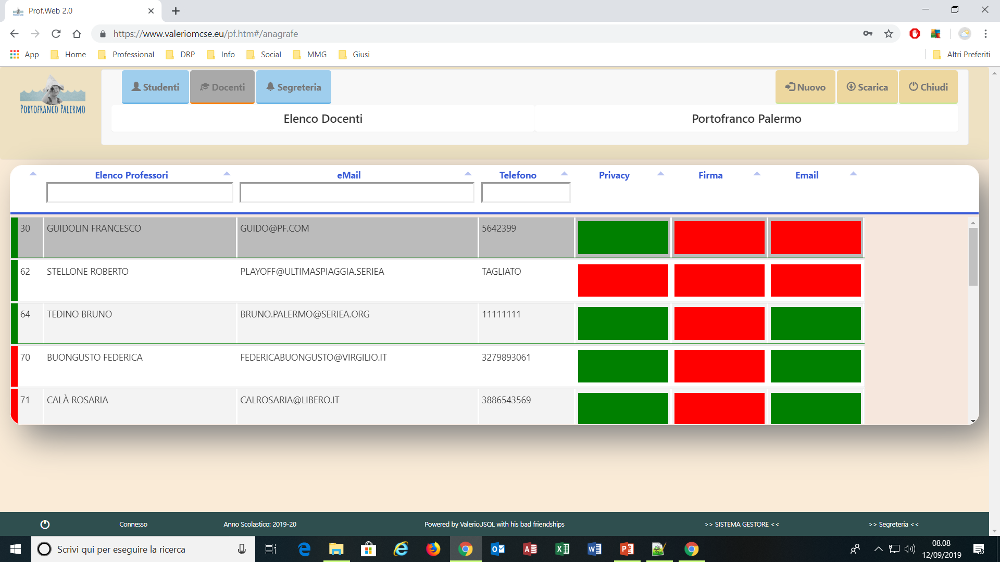 Prof.Web 2.0
https://www.valeriomcse.eu/pf.htm#/anagrafe
App Home Professional DRP Info Social MMG Giusi Altri Preferiti
PORTOFRANCO PALERMO
Studenti Docenti Segreteria Nuovo Scarica Chiudi
Elenco Docenti Portofranco Palermo
Elenco Professori eMail Telefono Privacy Firma Email
30 GUIDOLIN FRANCESCO GUIDO@PF.COM 5642399
62 STELLONE ROBERTO PLAYOFF@ULTIMASPIAGGIA.SERIEA TAGLIATO
64 TEDINO BRUNO BRUNO.PALERMO@SERIEA.ORG 11111111
70 BUONGUSTO FEDERICA FEDERICABUONGUSTO@VIRGILIO.IT 3279893061
71 CALÀ ROSARIA CALROSARIA@LIBERO.IT 3886543569
Connesso Anno Scolastico: 2019-20 Powered by ValerioJSQL with his bad friendships >> SISTEMA GESTORE << >> Segreteria <<
Scrivi qui per eseguire la ricerca
08.08
12/09/2019